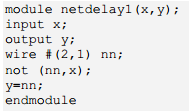 module netdelay1(x,y);
input x;
output y;
wire #(2,1) nn;
not (nn,x);
y=nn;
endmodule